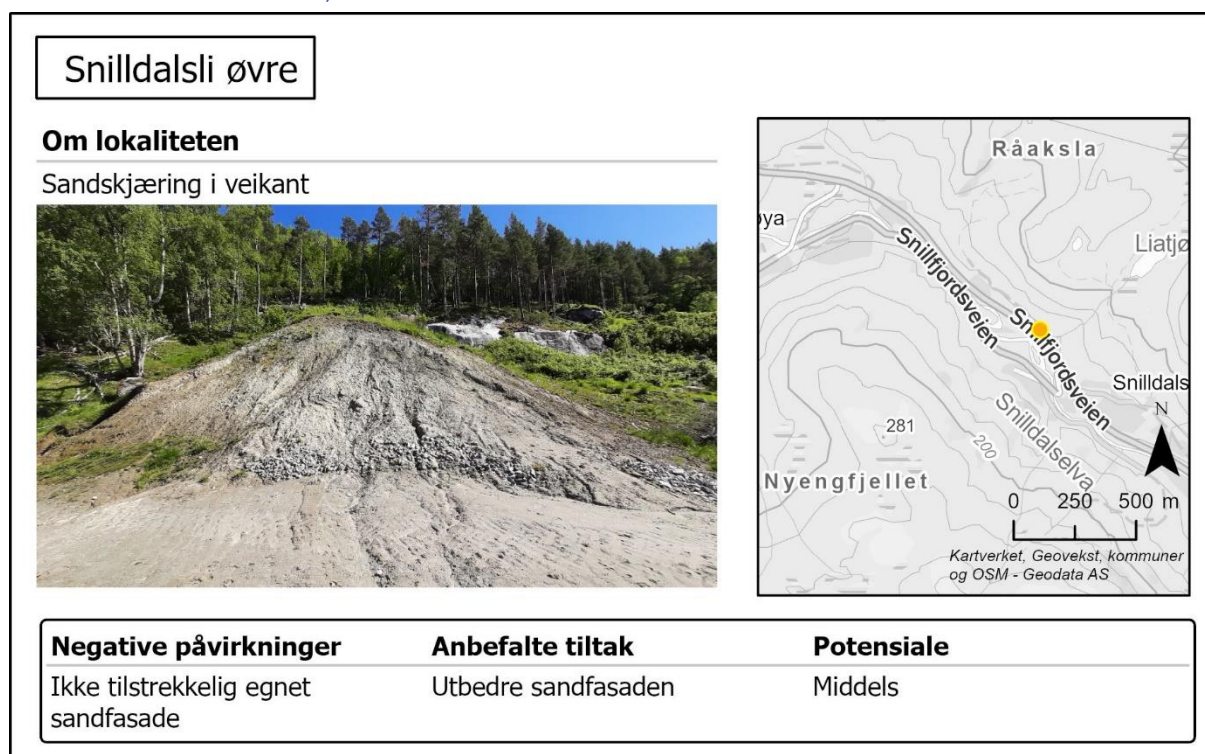 Snilldalsli øvre
Om lokaliteten
Sandskjæring i veikant
Råaksla
øya
Liatjø
Snillfjordsveien
Snillfjordsveien
Snilldals
N
Snilldalselva
281
200
Nyengfjellet
0 250 500 m
Kartverket, Geovekst, kommuner
og OSM - Geodata AS
Negative påvirkninger
Anbefalte tiltak
Potensiale
Ikke tilstrekkelig egnet
sandfasade
Utbedre sandfasaden
Middels